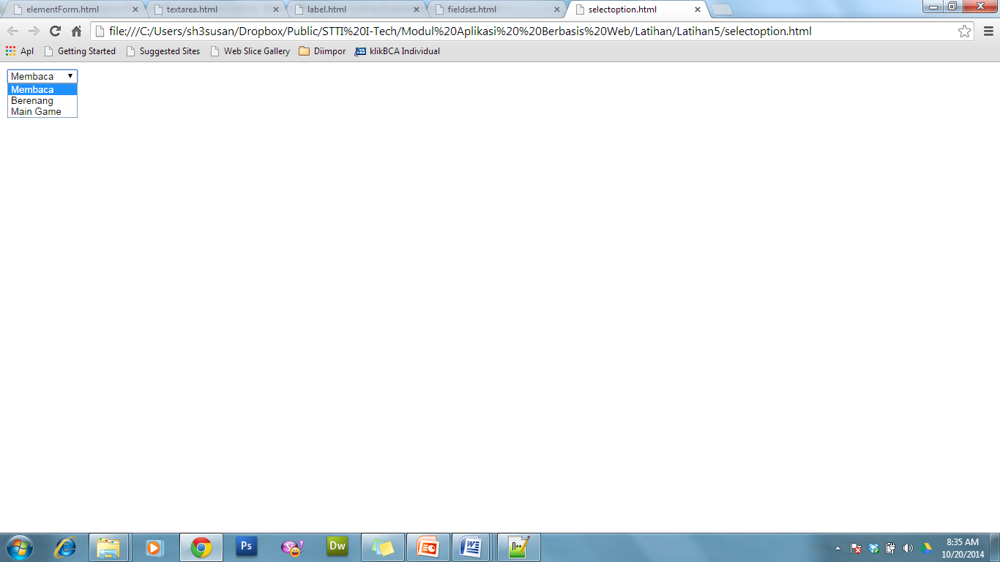 elementForm.html textarea.html label.html fieldset.html selectoption.html
file:///C:/Users/sh3susan/Dropbox/Public/STTI%20I-Tech/Modul%20Aplikasi%20%20Berbasis%20Web/Latihan/Latihan5/selectoption.html
Apl Getting Started Suggested Sites Web Slice Gallery Diimpor klikBCA Individual
Membaca
Membaca
Berenang
Main Game
Ps Dw
8:35 AM
10/20/2014